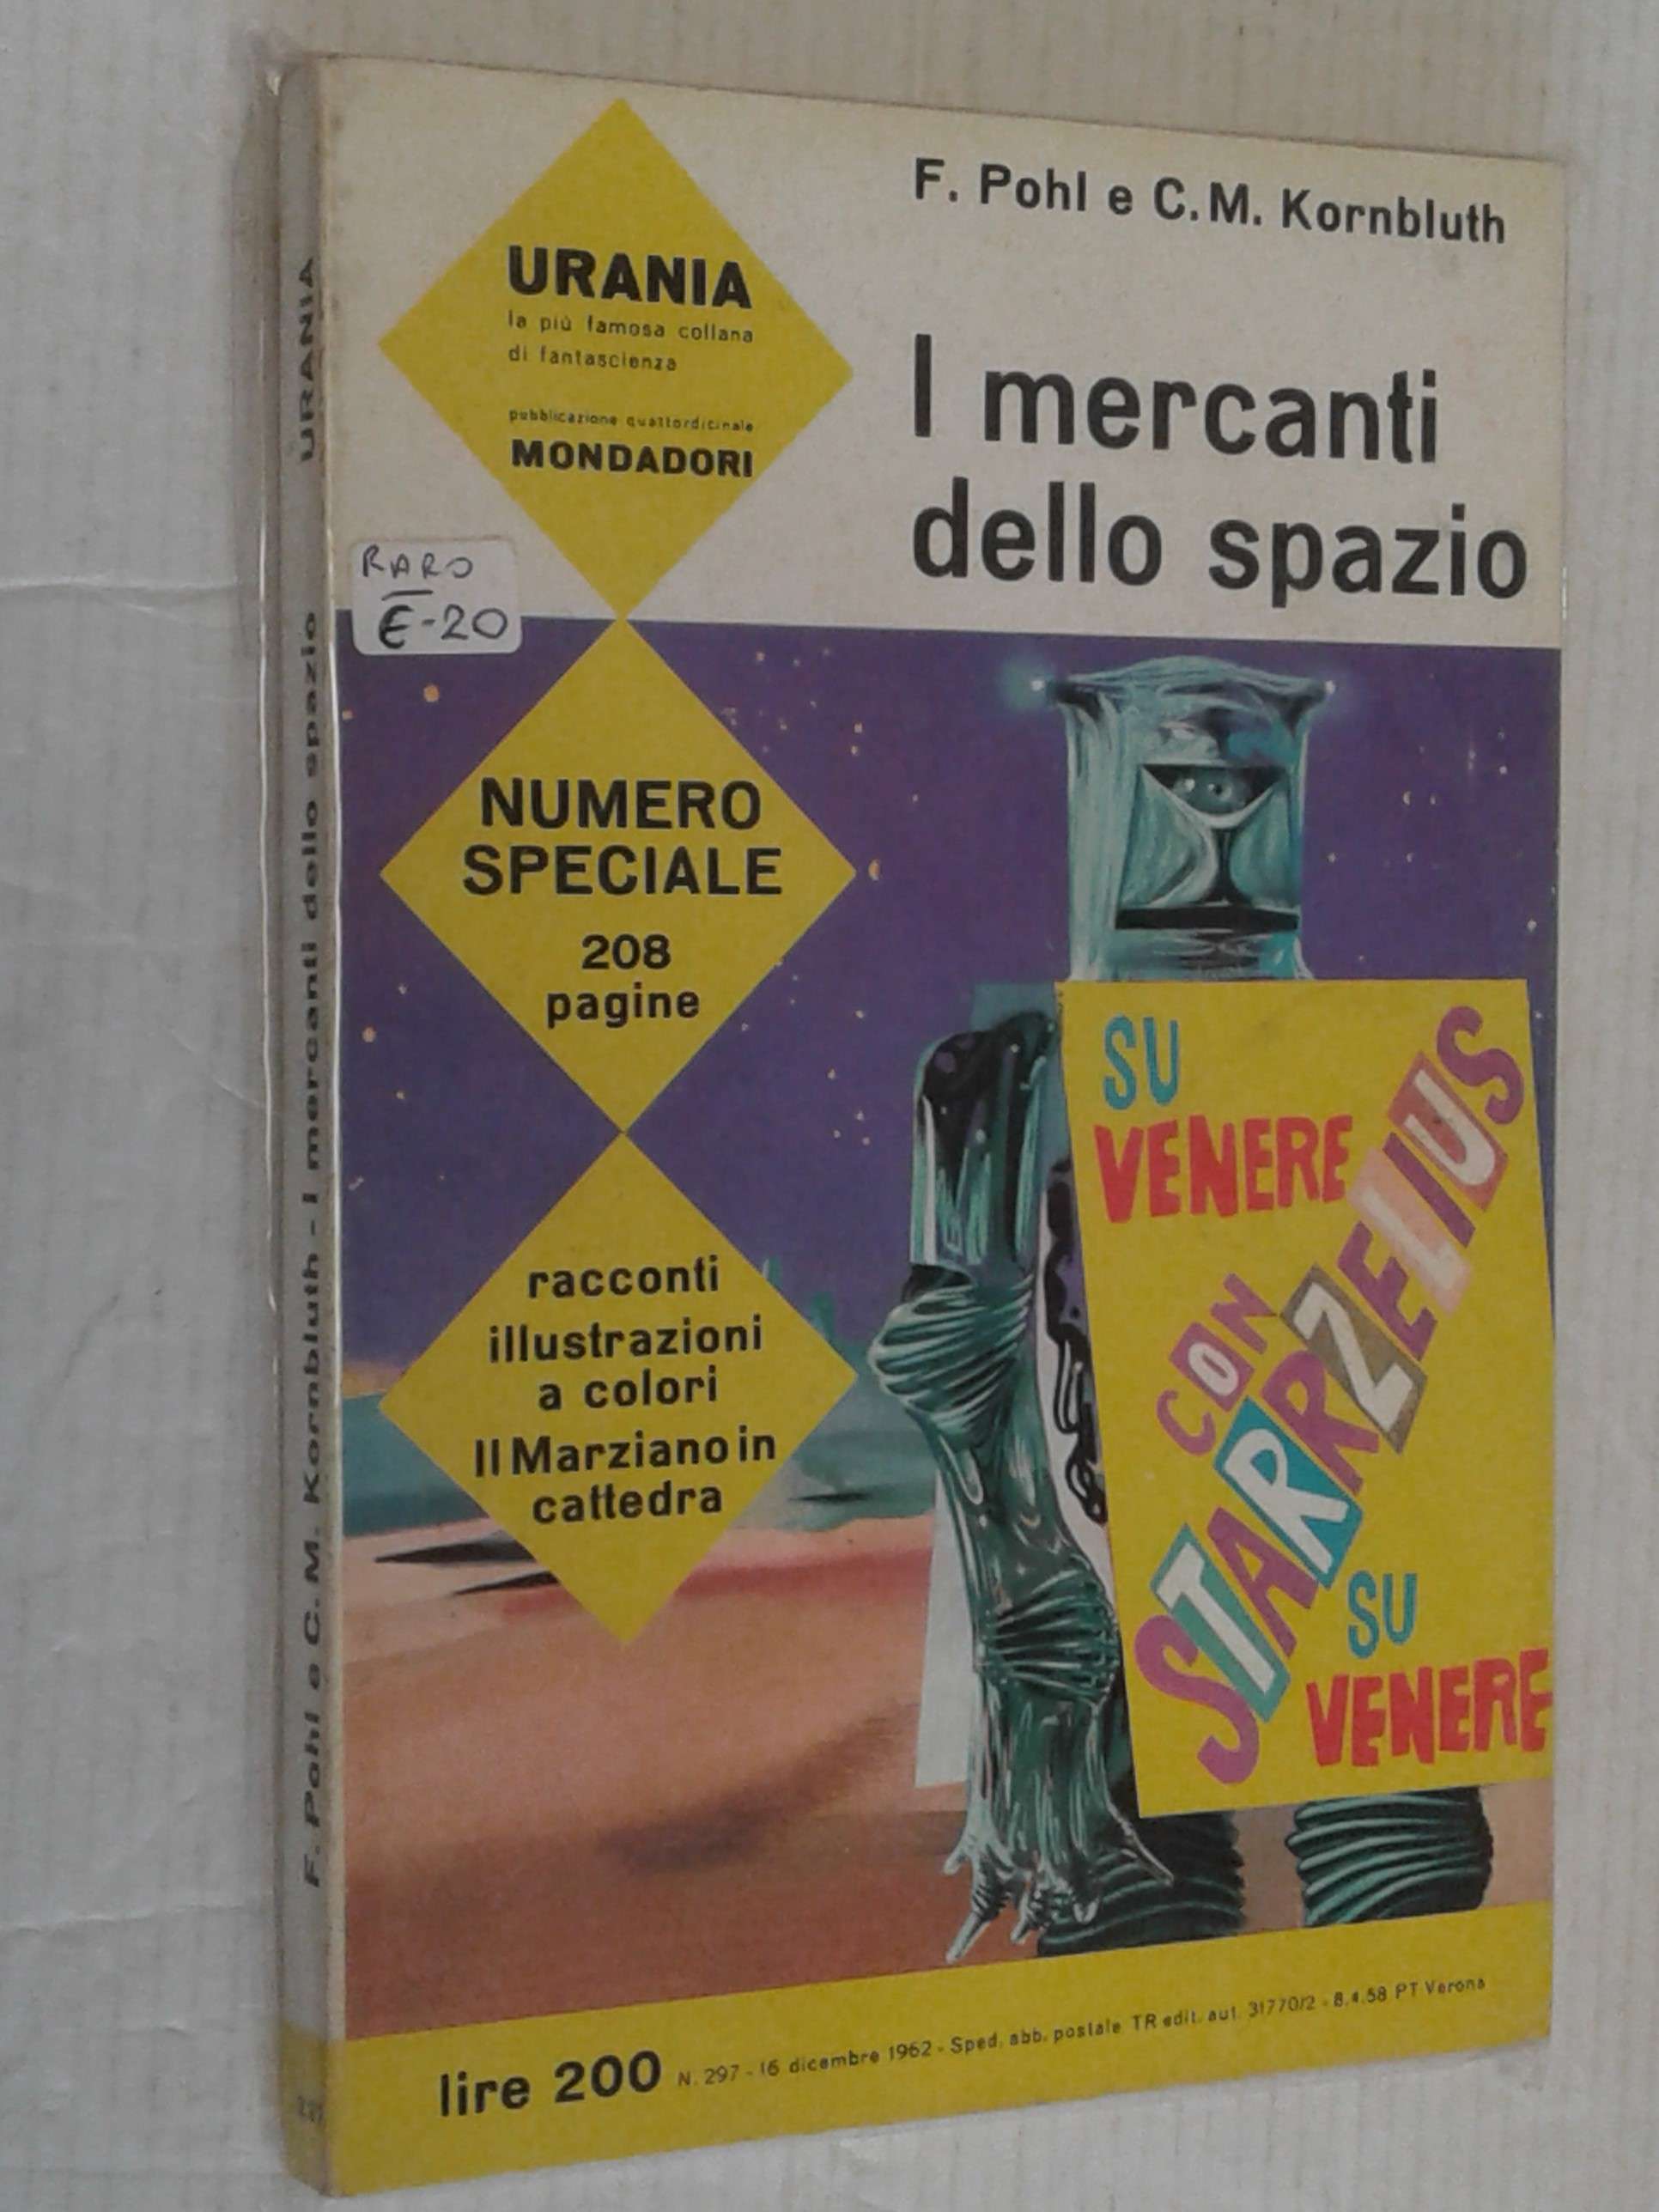 F. Pohl e C.M. Kornbluth
I mercanti
dello spazio
URANIA
la più famosa collana
di fantascienza
pubblicazione quattordicinale
MONDADORI
RARO
€-20
NUMERO
SPECIALE
208
pagine
racconti
illustrazioni
a colori
Il Marziano in
cattedra
SU
VENERE
CON
STARRZELIUS
SU
VENERE
lire 200 N. 297 - 16 dicembre 1962 - Sped. abb. postale TR edit. aut. 31770/2 - 8.4.58 PT Verona
F. Pohl e C. M. Kornbluth - I mercanti dello spazio URANIA
297